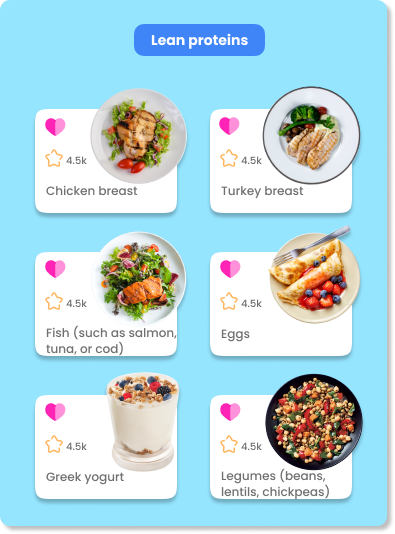 Lean proteins
4.5k
Chicken breast
4.5k
Turkey breast
4.5k
Fish (such as salmon,
tuna, or cod)
4.5k
Eggs
4.5k
Greek yogurt
4.5k
Legumes (beans,
lentils, chickpeas)